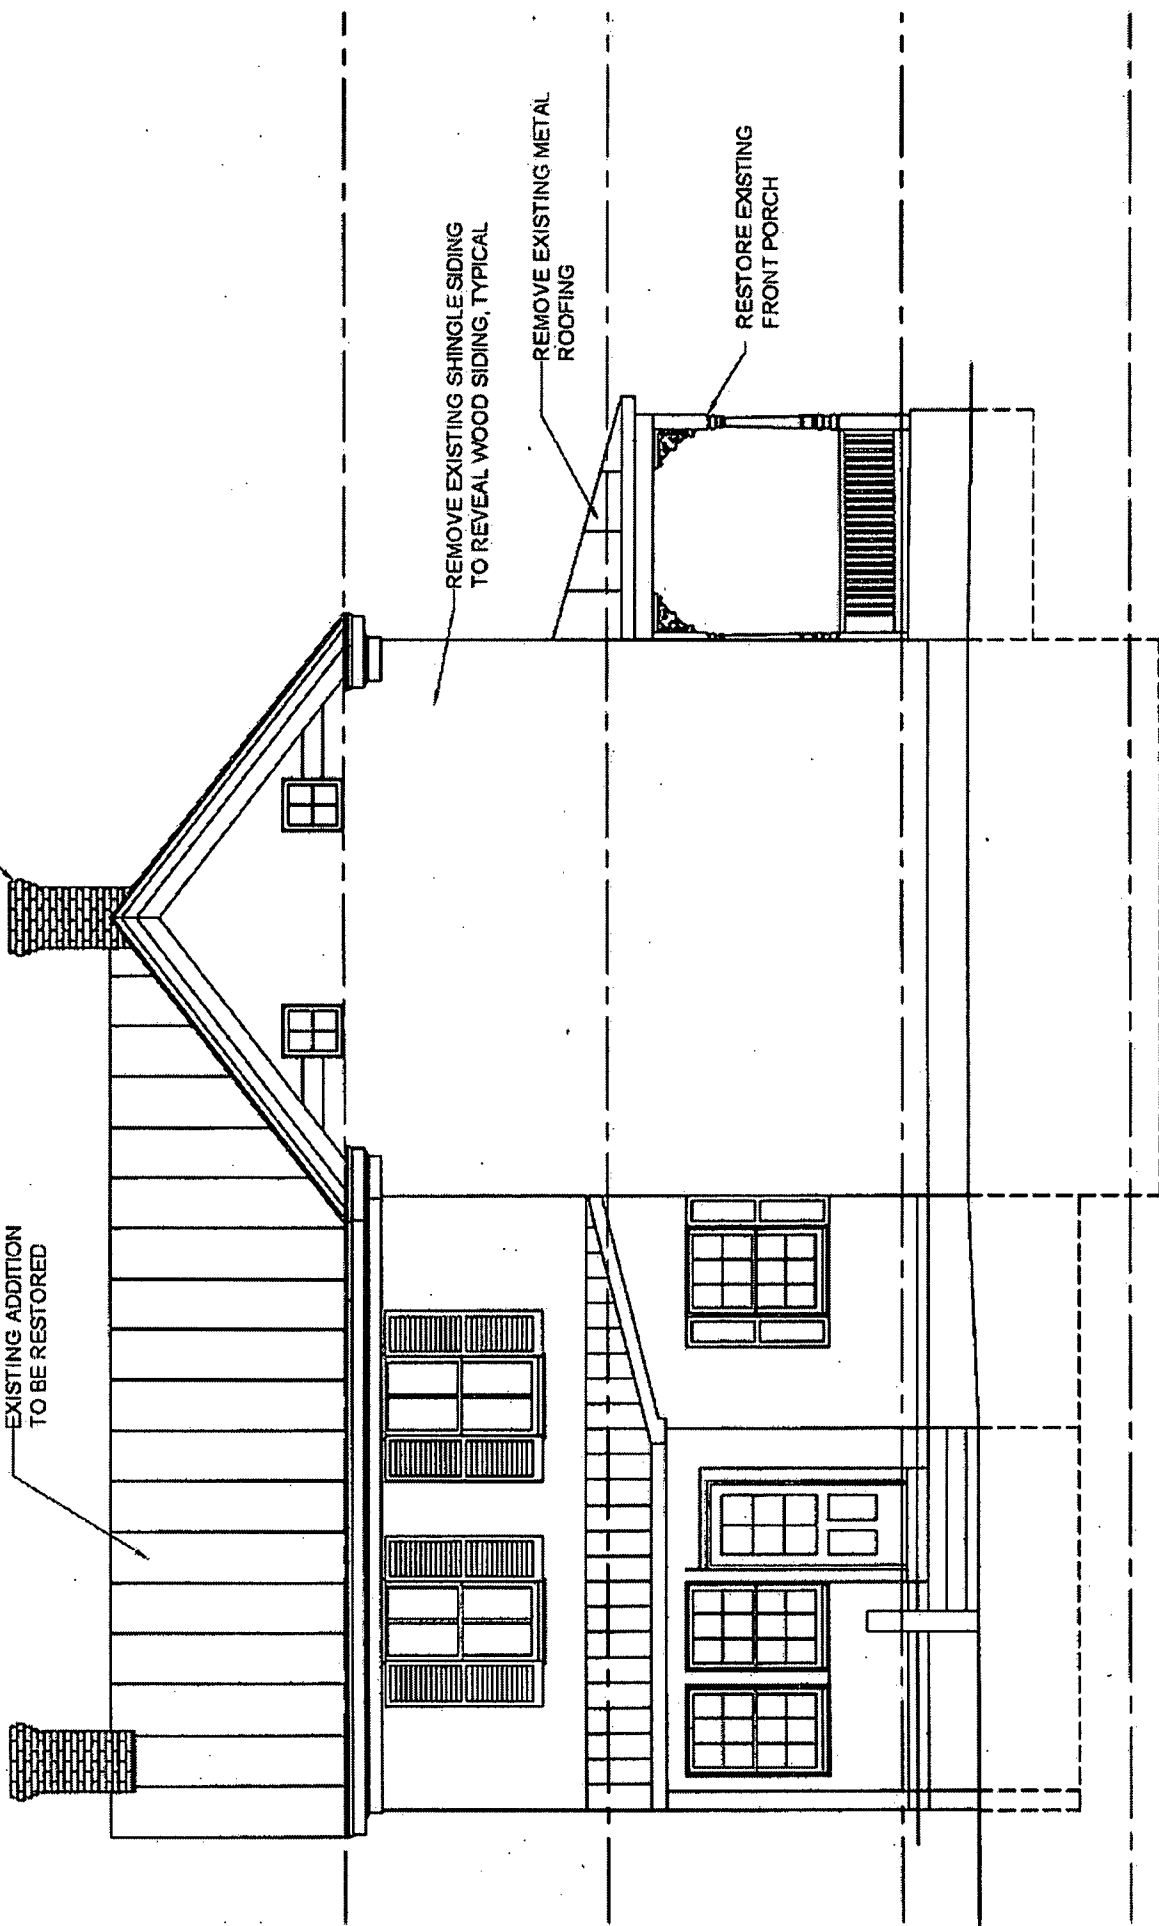 EXISTING ADDITION
TO BE RESTORED
REMOVE EXISTING SHINGLE SIDING
TO REVEAL WOOD SIDING, TYPICAL
REMOVE EXISTING METAL
ROOFING
RESTORE EXISTING
FRONT PORCH